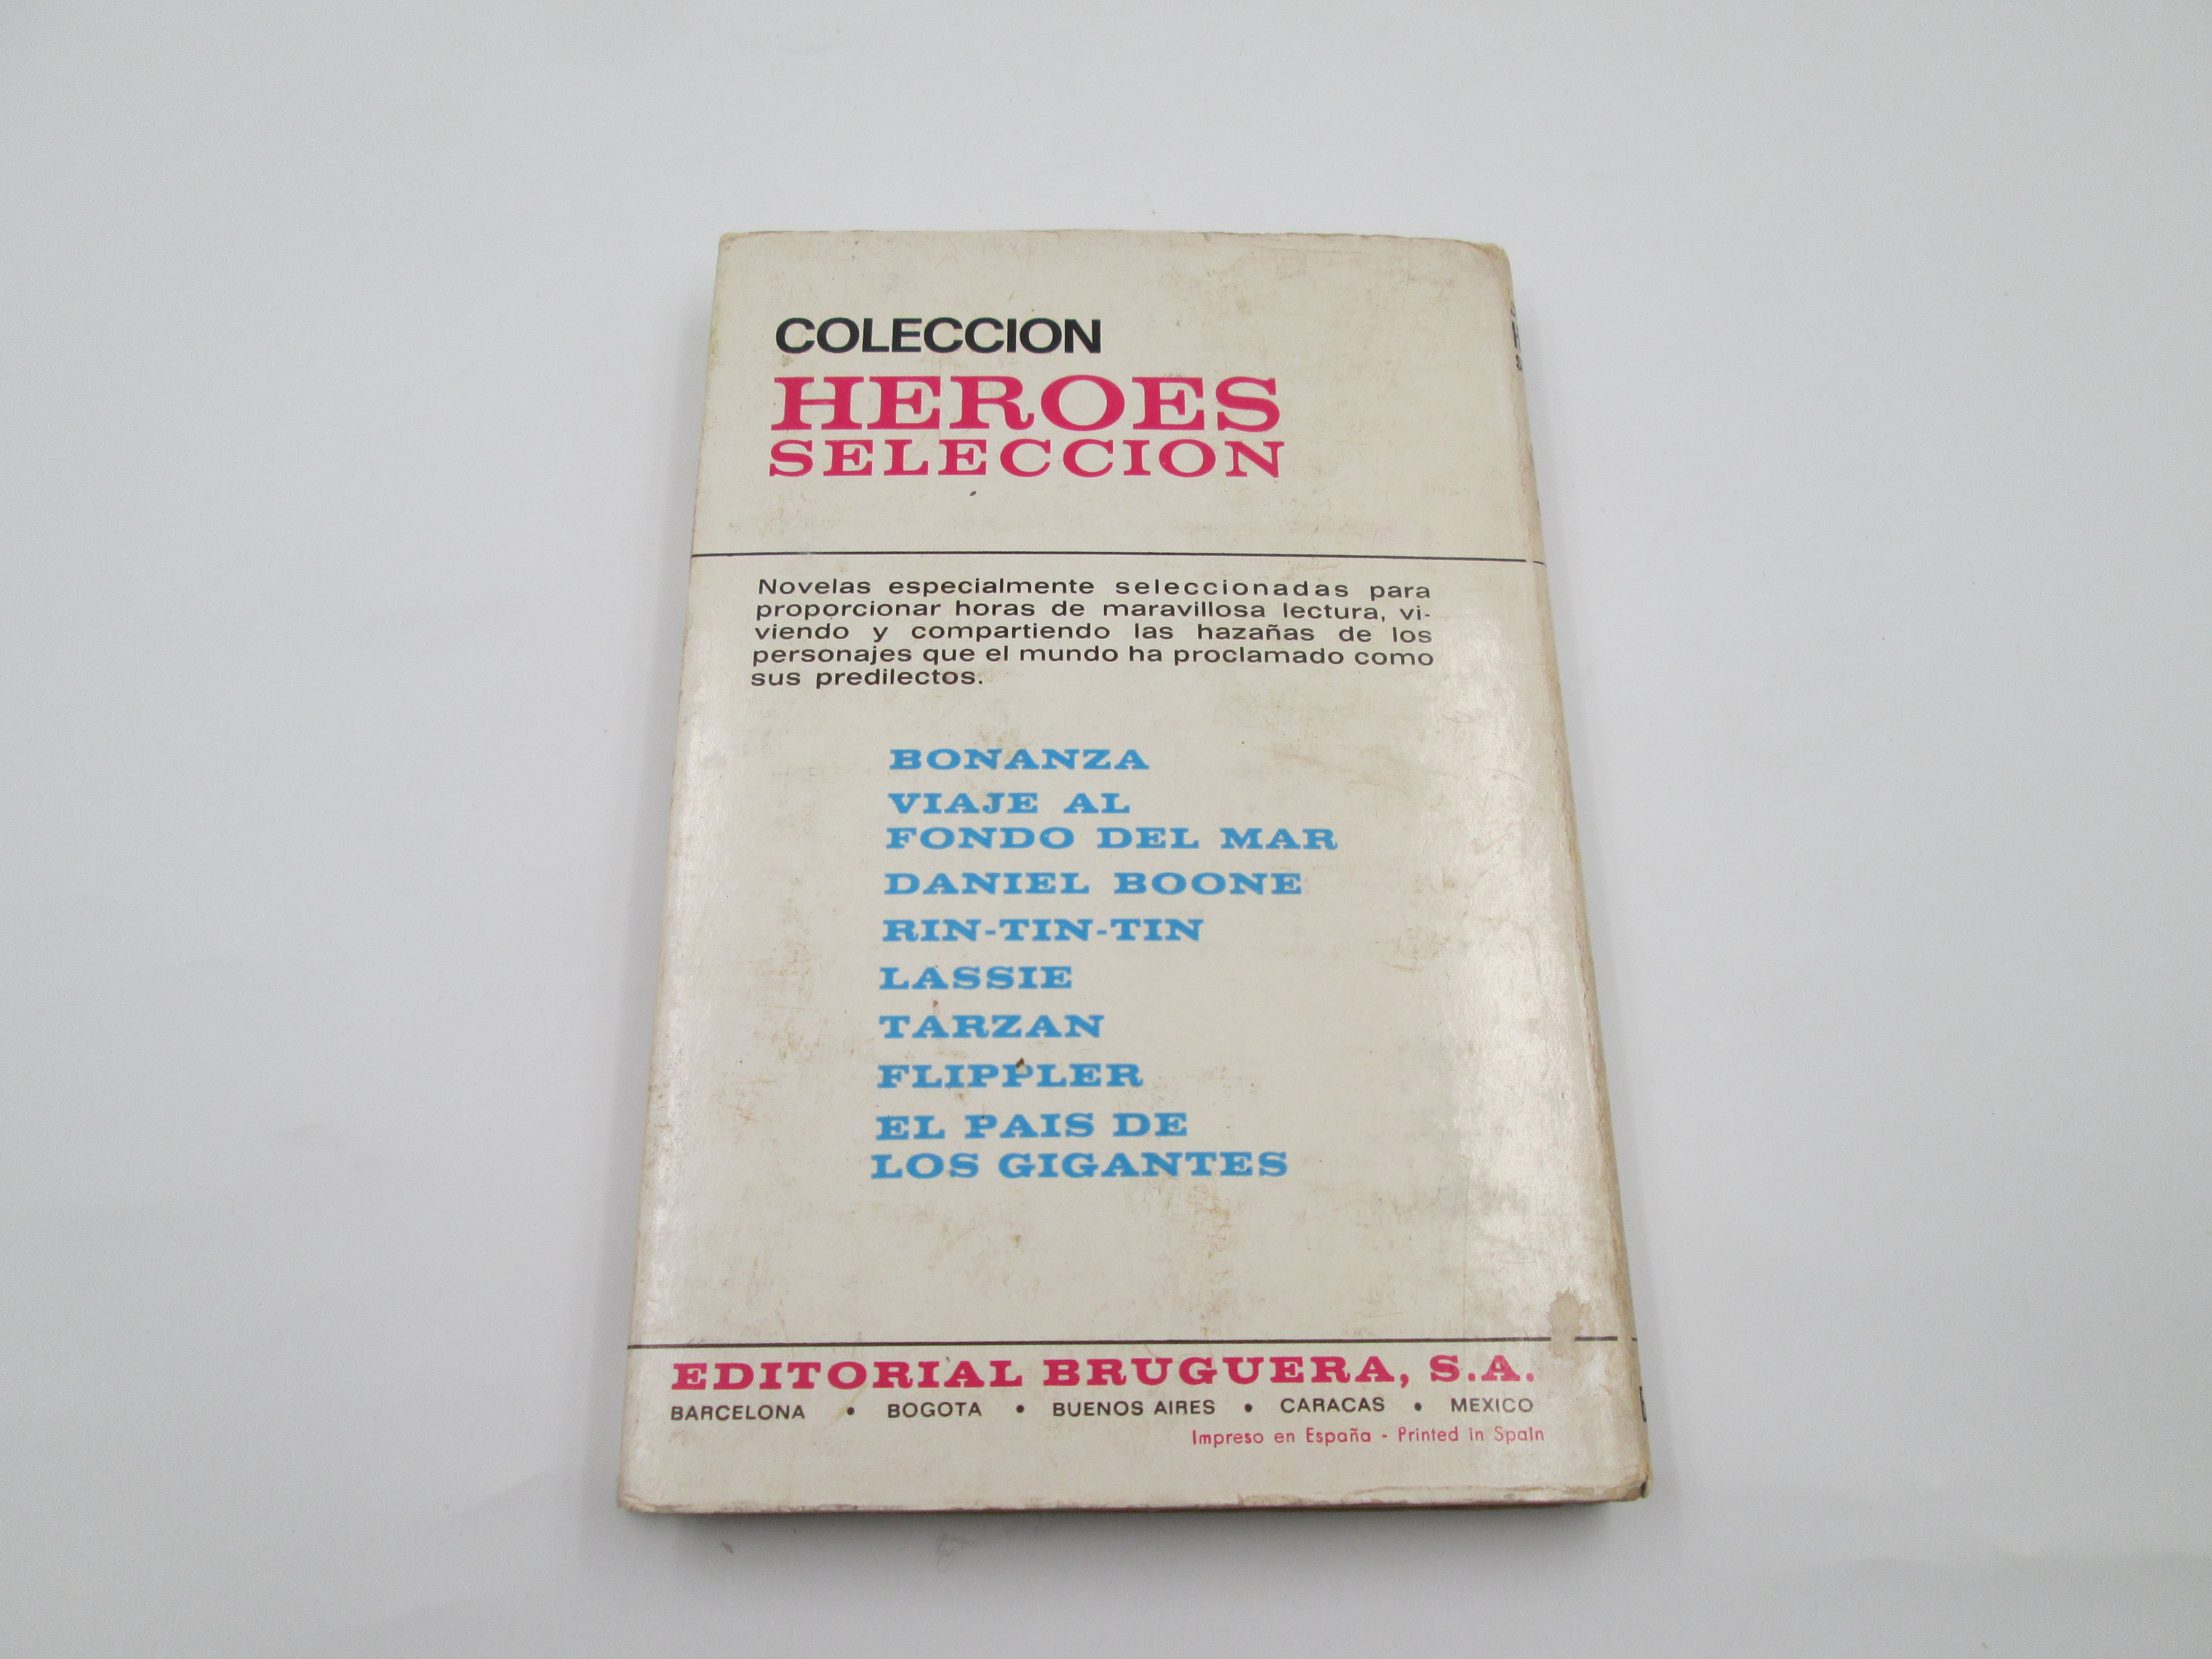 COLECCION
HEROES
SELECCION
Novelas especialmente seleccionadas para
proporcionar horas de maravillosa lectura, vi-
viendo y compartiendo las hazañas de los
personajes que el mundo ha proclamado como
sus predilectos.
BONANZA
VIAJE AL
FONDO DEL MAR
DANIEL BOONE
RIN-TIN-TIN
LASSIE
TARZAN
FLIPPLER
EL PAIS DE
LOS GIGANTES
EDITORIAL BRUGUERA, S.A.
BARCELONA • BOGOTA • BUENOS AIRES • CARACAS • MEXICO
Impreso en España - Printed in Spain